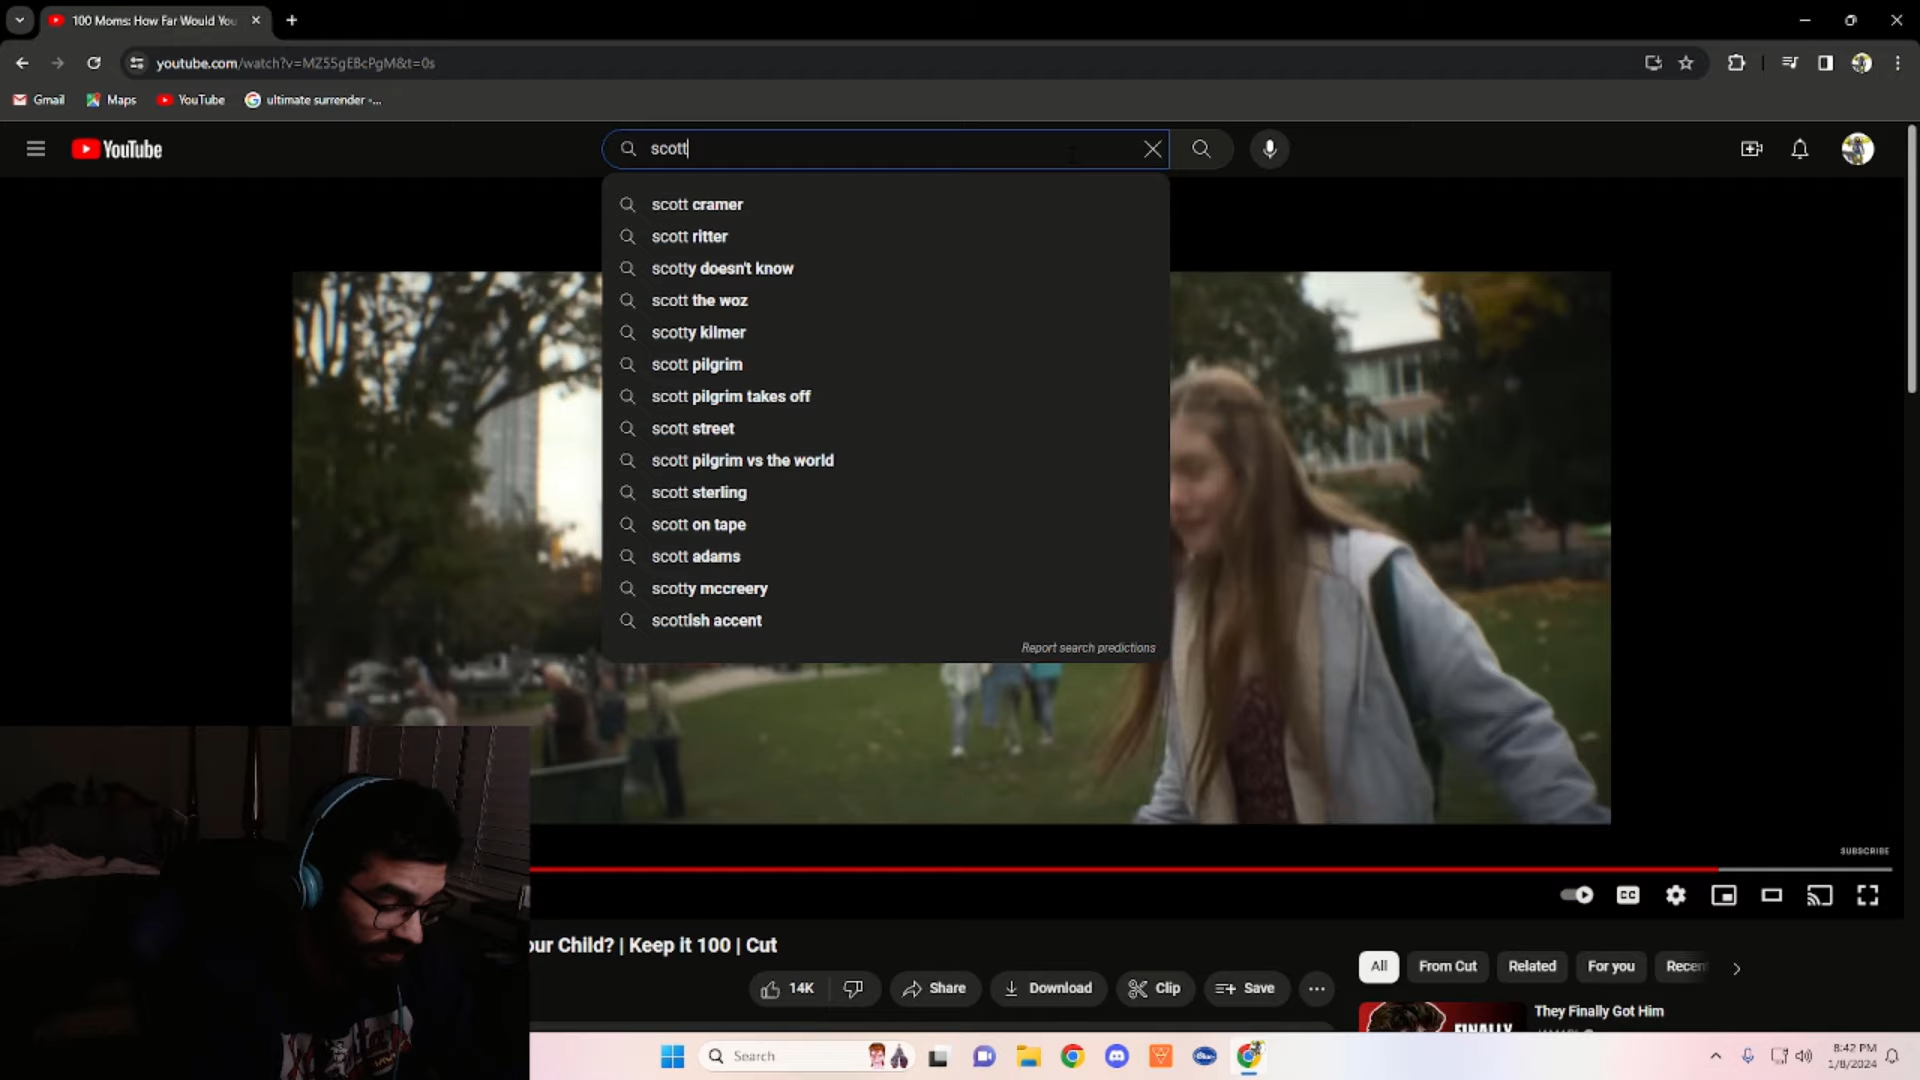 100 Moms: How Far Would You
youtube.com/watch?v=MZ55gEBcPgM&t=0s
Gmail Maps YouTube ultimate surrender -...
YouTube
scott
scott cramer
scott ritter
scotty doesn't know
scott the woz
scotty kilmer
scott pilgrim
scott pilgrim takes off
scott street
scott pilgrim vs the world
scott sterling
scott on tape
scott adams
scotty mccreery
scottish accent
Report search predictions
SUBSCRIBE
CC
our Child? | Keep it 100 | Cut
14K Share Download Clip Save
All From Cut Related For you Recen
They Finally Got Him
FINALLY
Search
8:42 PM
1/8/2024